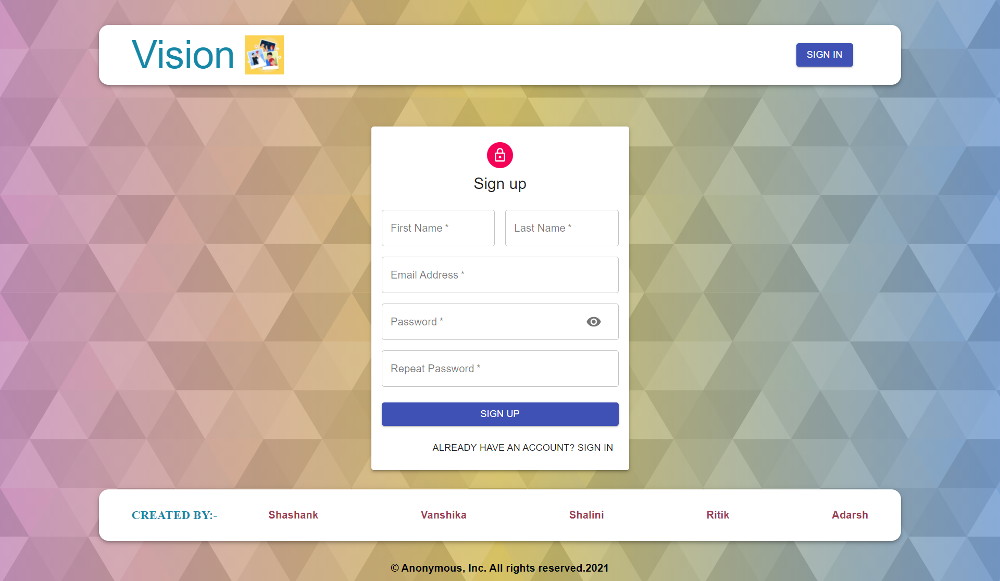 Vision
SIGN IN
Sign up
First Name *
Last Name *
Email Address *
Password *
Repeat Password *
SIGN UP
ALREADY HAVE AN ACCOUNT? SIGN IN
CREATED BY:- Shashank Vanshika Shalini Ritik Adarsh
© Anonymous, Inc. All rights reserved.2021